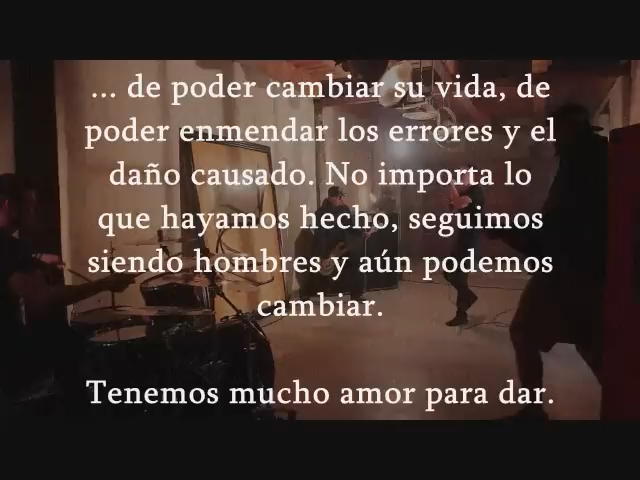 ... de poder cambiar su vida, de
poder enmendar los errores y el
daño causado. No importa lo
que hayamos hecho, seguimos
siendo hombres y aún podemos
cambiar.
Tenemos mucho amor para dar.